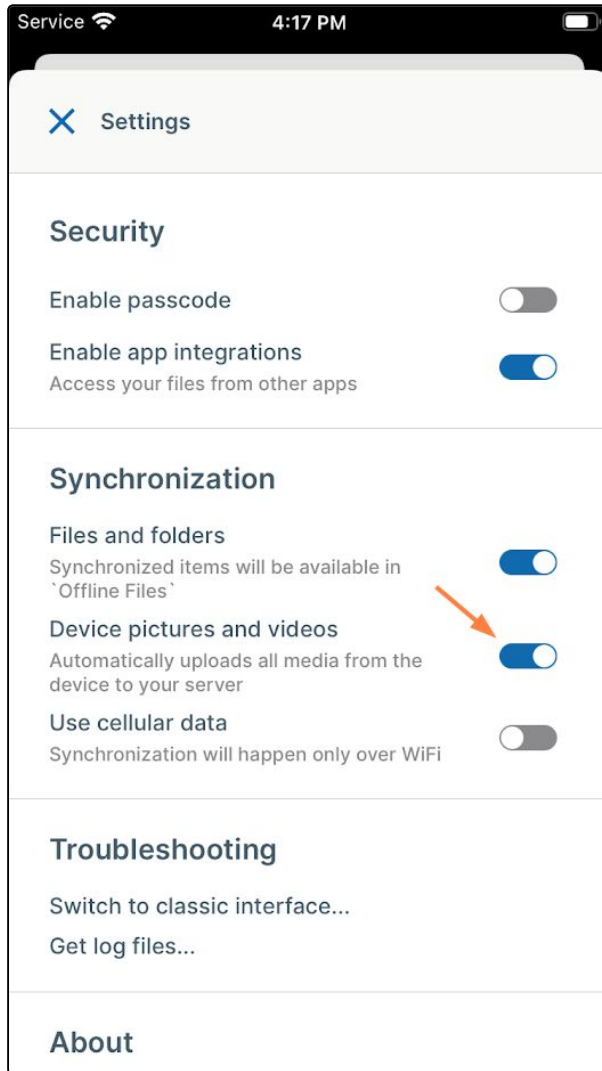 Service 4:17 PM
Settings
Security
Enable passcode
Enable app integrations
Access your files from other apps
Synchronization
Files and folders
Synchronized items will be available in
`Offline Files`
Device pictures and videos
Automatically uploads all media from the
device to your server
Use cellular data
Synchronization will happen only over WiFi
Troubleshooting
Switch to classic interface...
Get log files...
About